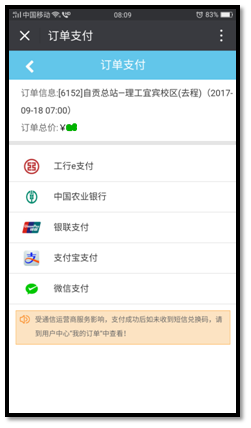 中国移动 08:09 83%
订单支付
订单支付
订单信息:[6152]自贡总站—理工宜宾校区(去程)（2017-
09-18 07:00）
订单总价: ¥
工行e支付
中国农业银行
银联支付
支付宝支付
微信支付
受通信运营商服务影响，支付成功后如未收到短信兑换码，请
到用户中心"我的订单"中查看！